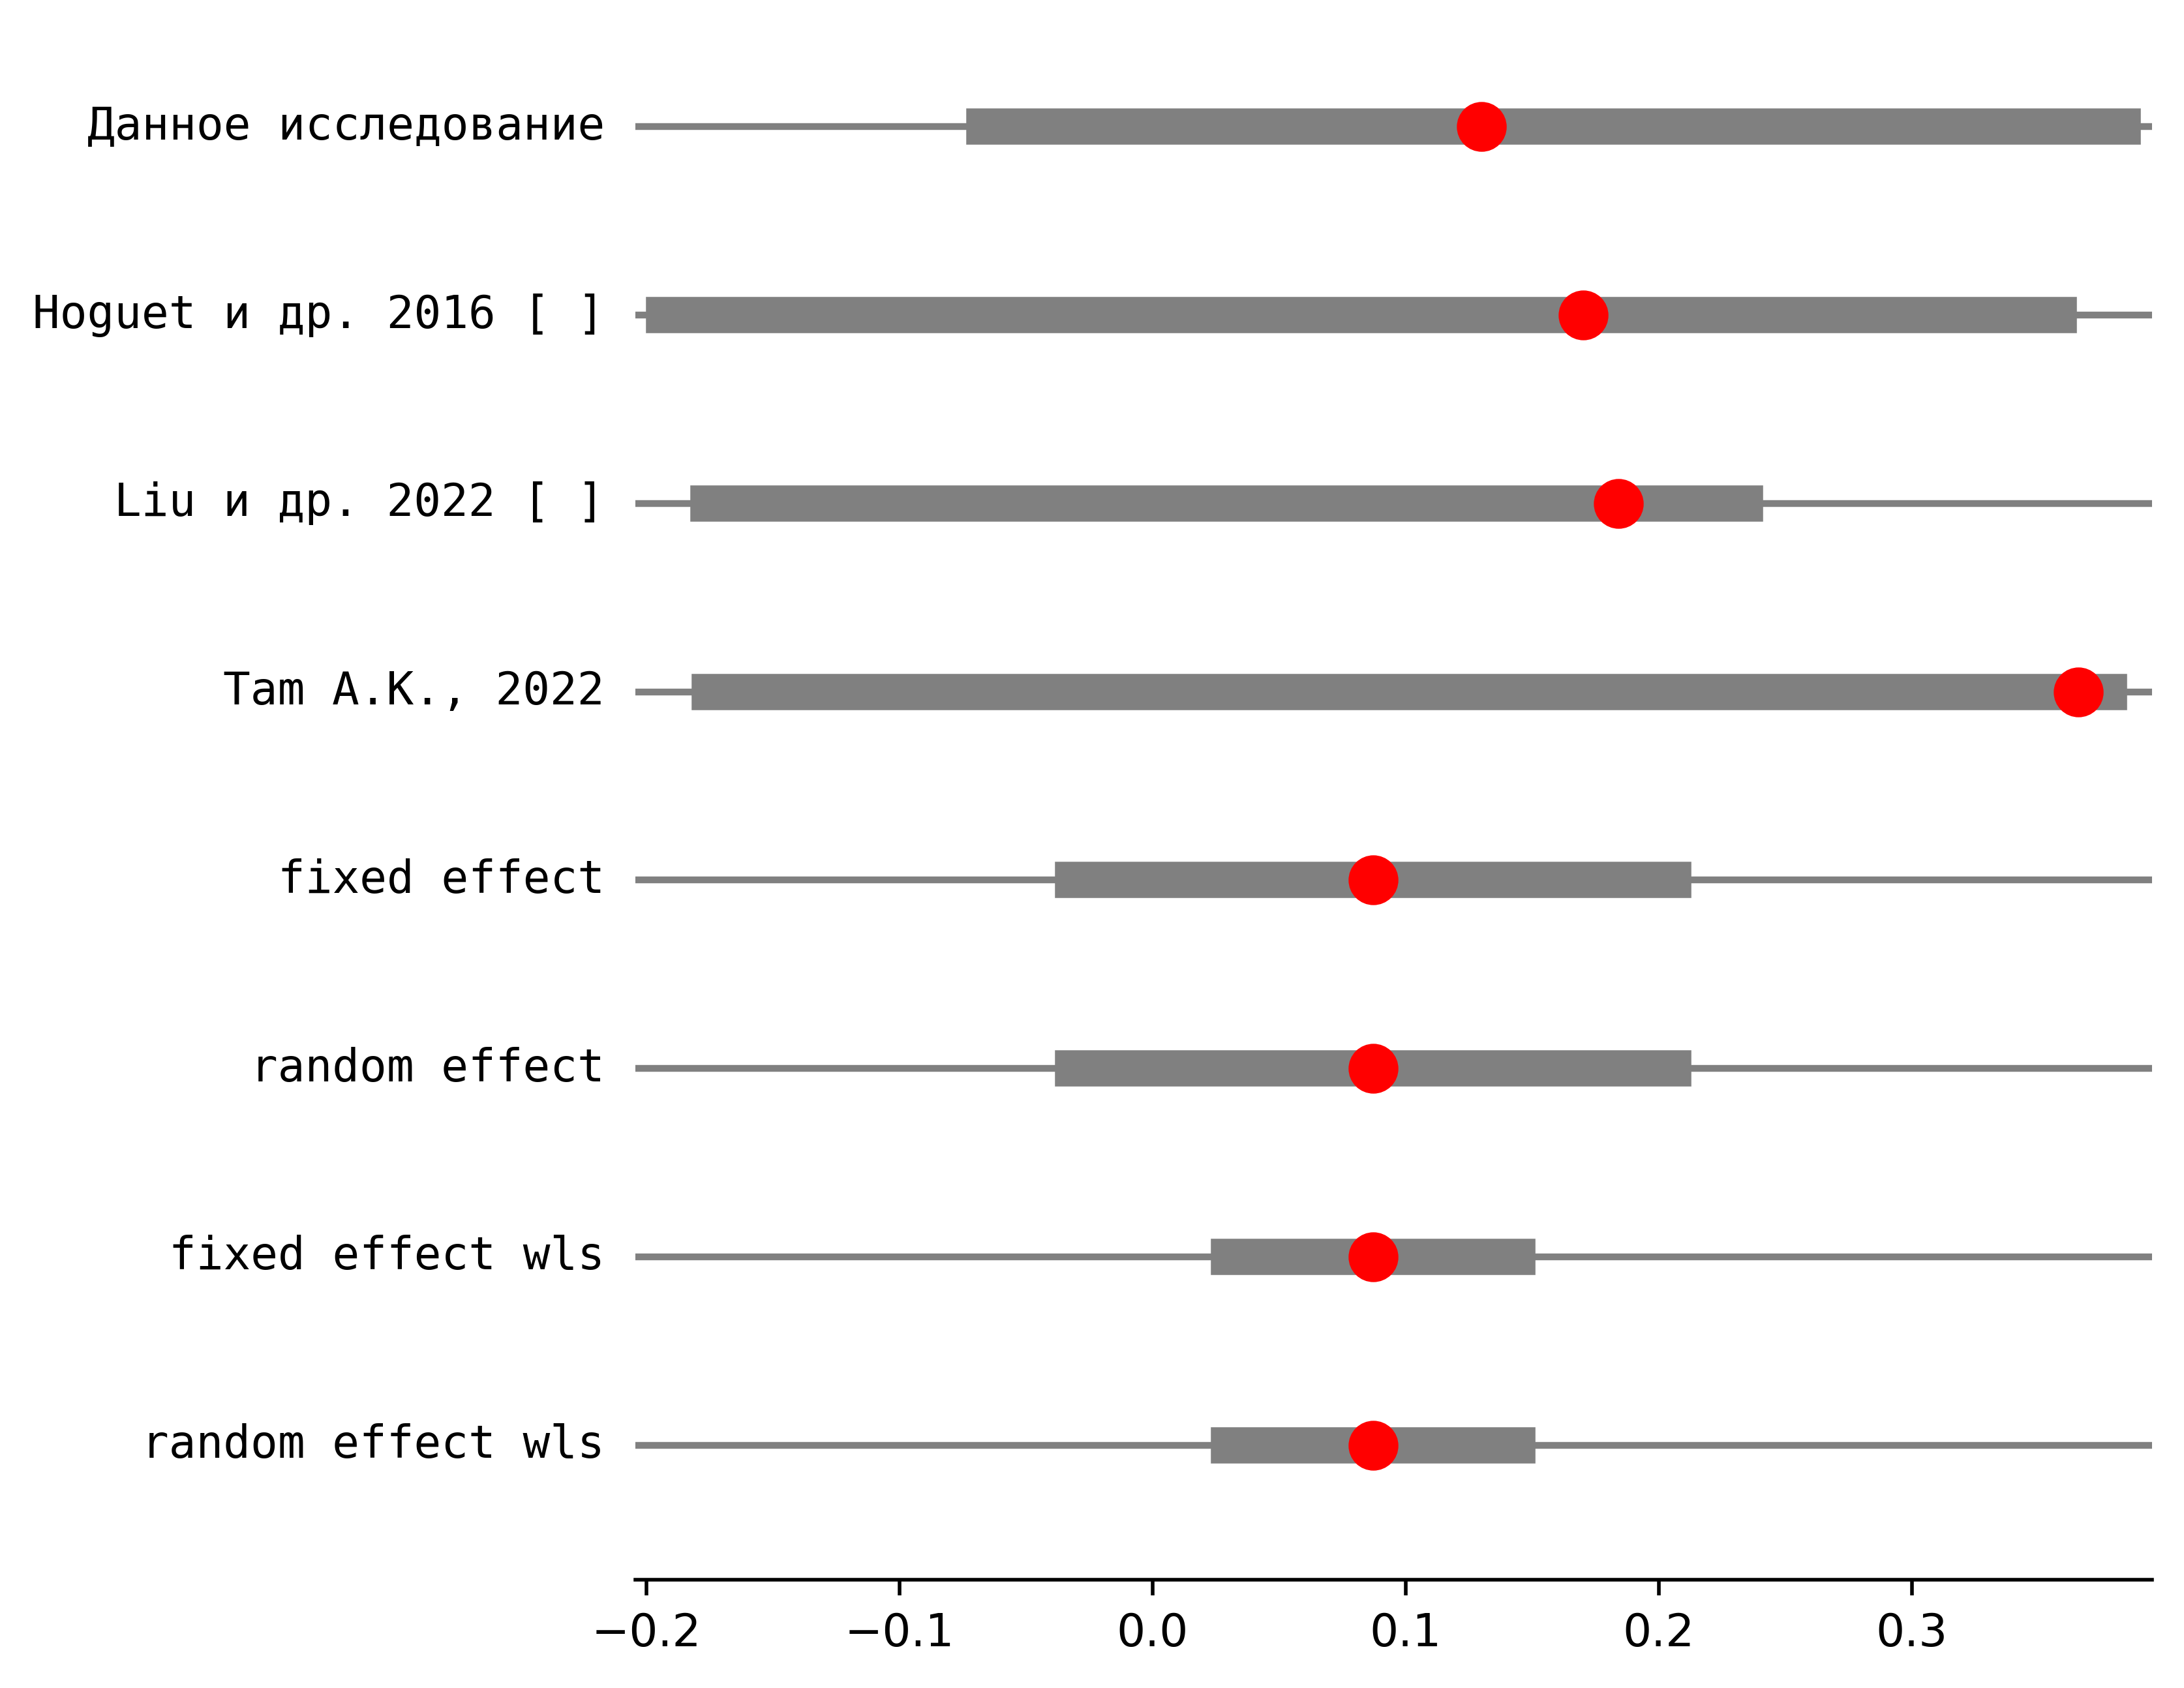 Данное исследование
Hoguet и др. 2016 [ ]
Liu и др. 2022 [ ]
Tam A.K., 2022
fixed effect
random effect
fixed effect wls
random effect wls
−0.2 −0.1 0.0 0.1 0.2 0.3